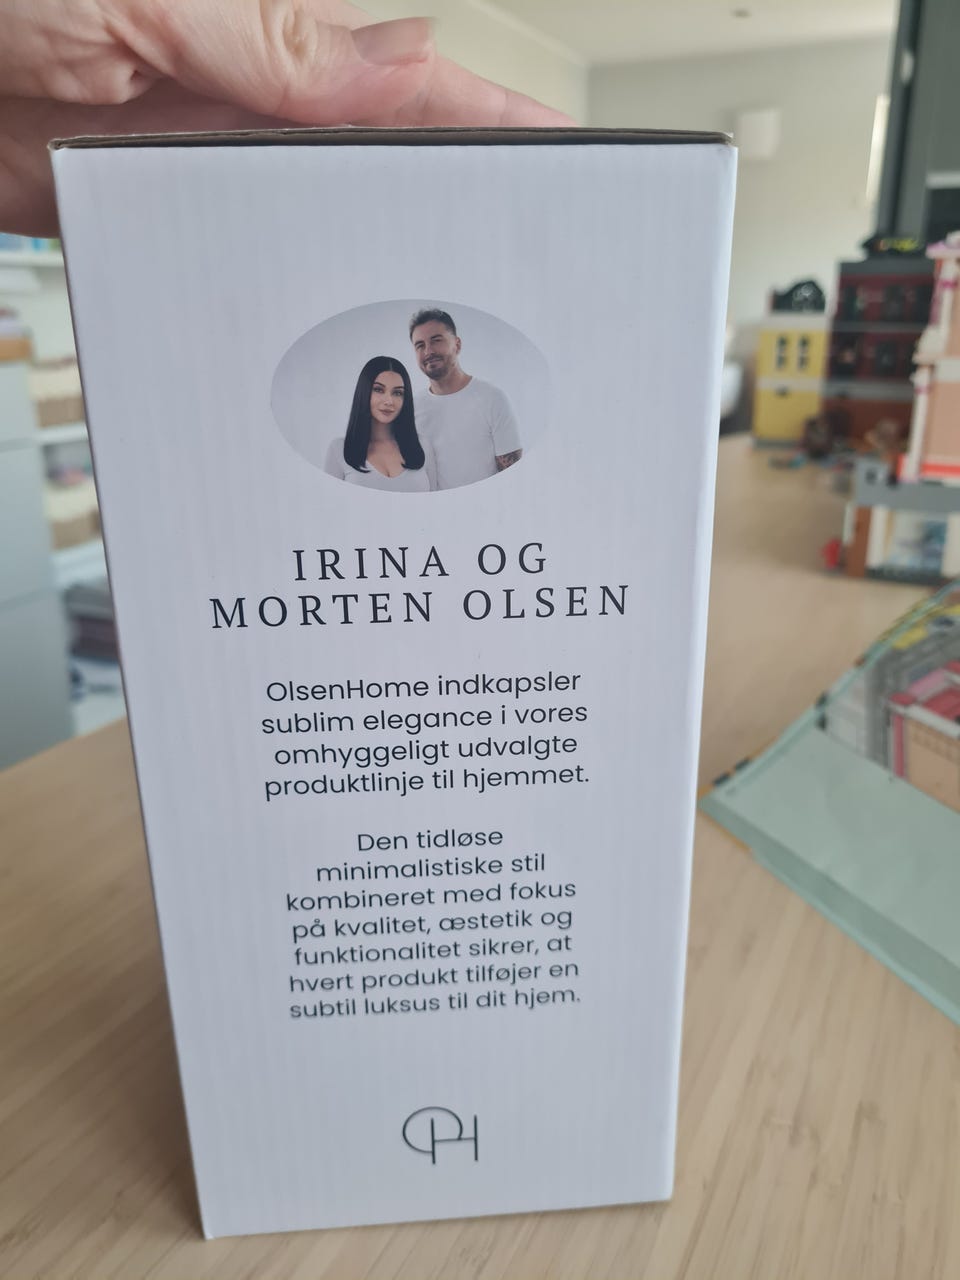 IRINA OG
MORTEN OLSEN
OlsenHome indkapsler
sublim elegance i vores
omhyggeligt udvalgte
produktlinje til hjemmet.
Den tidløse
minimalistiske stil
kombineret med fokus
på kvalitet, æstetik og
funktionalitet sikrer, at
hvert produkt tilføjer en
subtil luksus til dit hjem.
OH